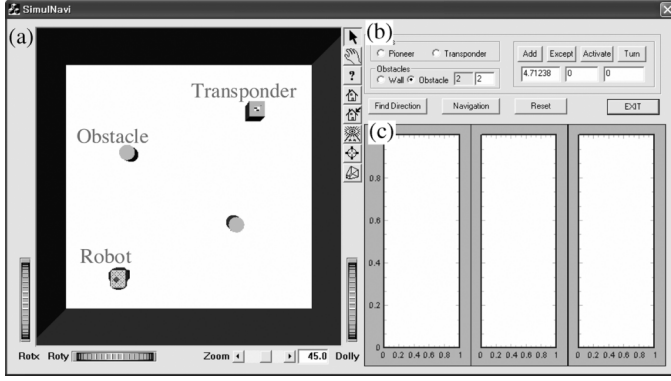 SimulNavi
(a)
Transponder
Obstacle
Robot
Rotx Roty Zoom 45.0 Dolly
?
(b)
Pioneer Transponder
Obstacles
Wall Obstacle 2 2
Add Except Activate Turn
4.71238 0 0
Find Direction Navigation Reset EXIT
(c)
0.8
0.6
0.4
0.2
0
0 0.2 0.4 0.6 0.8 1 0 0.2 0.4 0.6 0.8 1 0 0.2 0.4 0.6 0.8 1